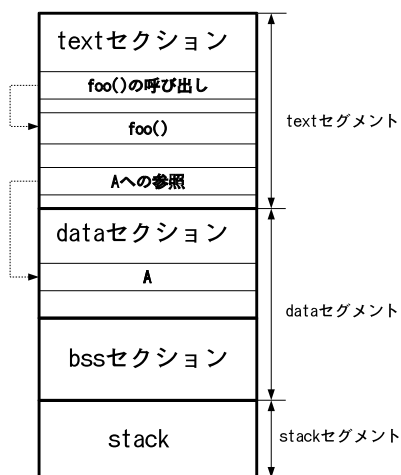 textセクション
foo()の呼び出し
foo()
Aへの参照
textセグメント
dataセクション
A
bssセクション
dataセグメント
stack
stackセグメント